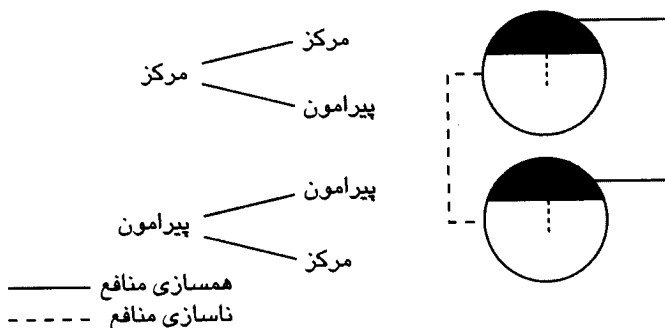 مرکز
مرکز
پیرامون
پیرامون
پیرامون
مرکز
همسازی منافع
ناسازی منافع